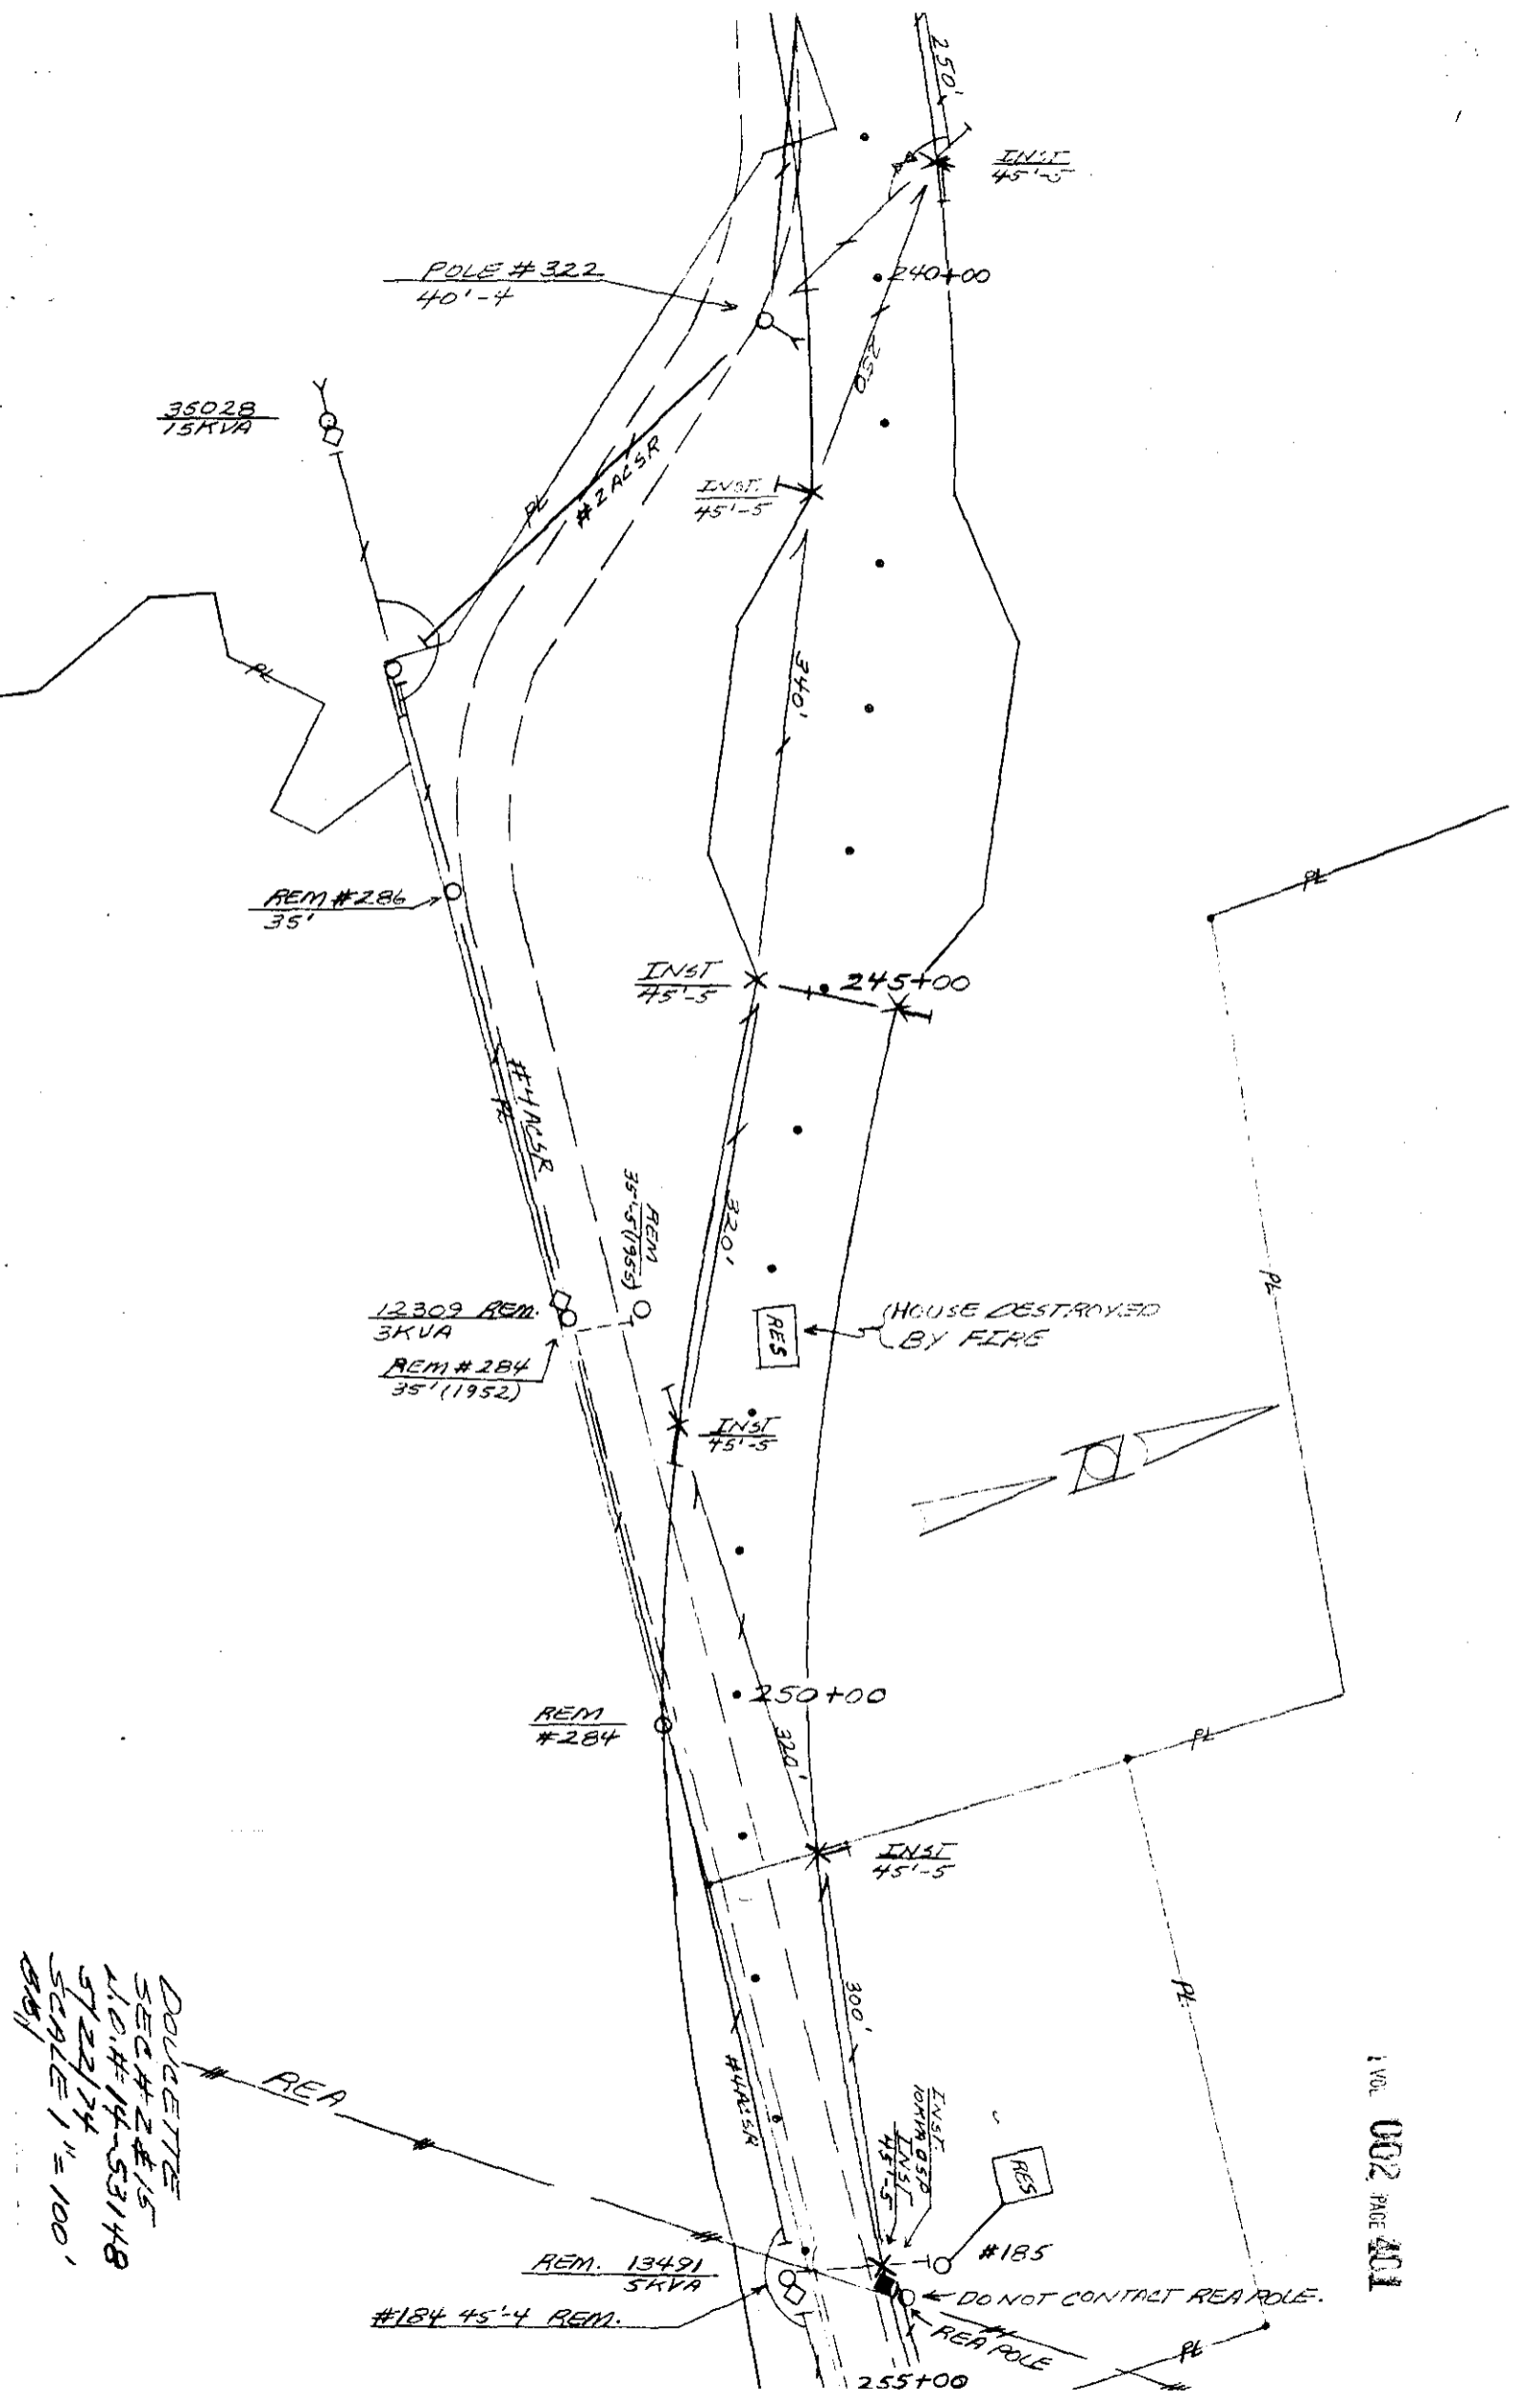 250'
INST
45'-5
POLE #322
40'-4
240+00
250
35028
15KVA
PL
#2 ACSR
INST.
45'-5
PL
340'
REM #286
35'
PL
INST
45'-5
245+00
#4 ACSR
PL
REM
35'-5 (1955)
320'
PL
12309 REM.
3KVA
RES
(HOUSE DESTROYED
BY FIRE
REM #284
35' (1952)
INST
45'-5
250+00
REM
#284
320'
PL
INST
45'-5
300'
PL
#4ACSR
INST.
10KVA
INST
45'-5
RES
REA
#185
REM. 13491
5KVA
DO NOT CONTACT REA POLE.
#184 45'-4 REM.
REA POLE
PL
255+00
DOUCETTE
SEC # 2 & 15
W.O.# 14-53148
5/22/74
SCALE 1"=100'
VOL 002 PAGE 401